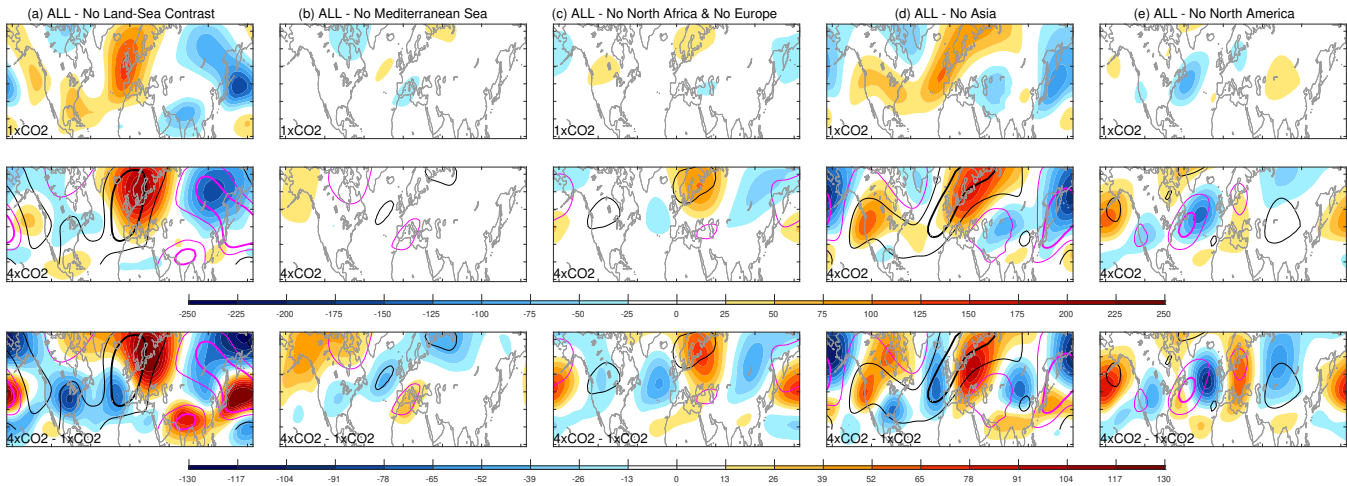 (a) ALL - No Land-Sea Contrast
(b) ALL - No Mediterranean Sea
(c) ALL - No North Africa & No Europe
(d) ALL - No Asia
(e) ALL - No North America
1xCO2
1xCO2
1xCO2
1xCO2
1xCO2
4xCO2
4xCO2
4xCO2
4xCO2
4xCO2
-250 -225 -200 -175 -150 -125 -100 -75 -50 -25 0 25 50 75 100 125 150 175 200 225 250
4xCO2 - 1xCO2
4xCO2 - 1xCO2
4xCO2 - 1xCO2
4xCO2 - 1xCO2
4xCO2 - 1xCO2
-130 -117 -104 -91 -78 -65 -52 -39 -26 -13 0 13 26 39 52 65 78 91 104 117 130